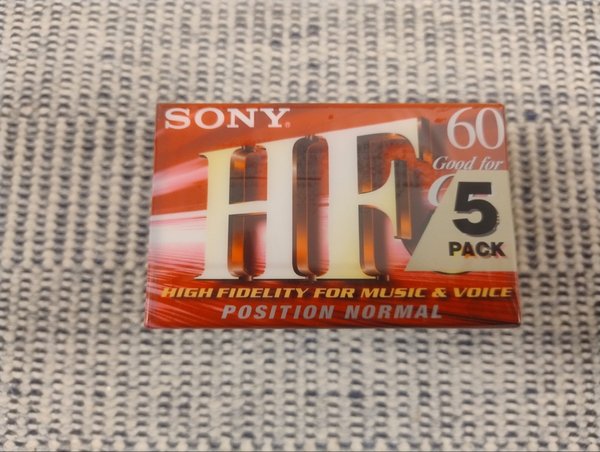 SONY®
60
Good for
HF
5
PACK
HIGH FIDELITY FOR MUSIC & VOICE
POSITION NORMAL